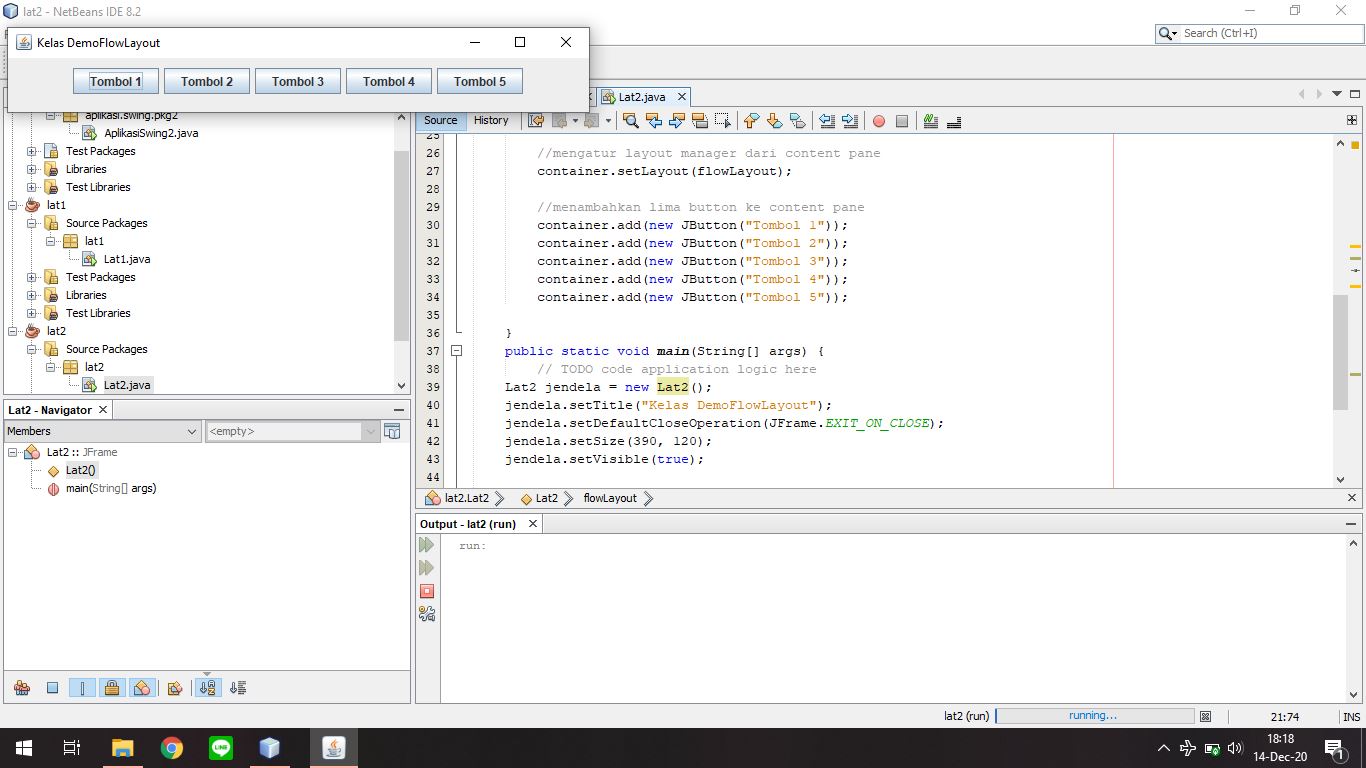 lat2 - NetBeans IDE 8.2
Search (Ctrl+I)
Kelas DemoFlowLayout
Tombol 1 Tombol 2 Tombol 3 Tombol 4 Tombol 5
aplikasi.swing.pkg2
AplikasiSwing2.java
Test Packages
Libraries
Test Libraries
lat1
Source Packages
lat1
Lat1.java
Test Packages
Libraries
Test Libraries
lat2
Source Packages
lat2
Lat2.java
Lat2 - Navigator
Members <empty>
Lat2 :: JFrame
Lat2()
main(String[] args)
Lat2.java
Source History
25
26 //mengatur layout manager dari content pane
27 container.setLayout(flowLayout);
28
29 //menambahkan lima button ke content pane
30 container.add(new JButton("Tombol 1"));
31 container.add(new JButton("Tombol 2"));
32 container.add(new JButton("Tombol 3"));
33 container.add(new JButton("Tombol 4"));
34 container.add(new JButton("Tombol 5"));
35
36 }
37 public static void main(String[] args) {
38 // TODO code application logic here
39 Lat2 jendela = new Lat2();
40 jendela.setTitle("Kelas DemoFlowLayout");
41 jendela.setDefaultCloseOperation(JFrame.EXIT_ON_CLOSE);
42 jendela.setSize(390, 120);
43 jendela.setVisible(true);
44
lat2.Lat2 Lat2 flowLayout
Output - lat2 (run)
run:
lat2 (run) running... 21:74 INS
LINE
18:18
14-Dec-20
1